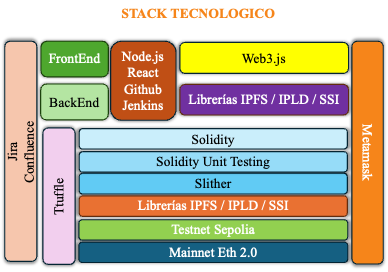 STACK TECNOLOGICO
Jira
Confluence
FrontEnd
BackEnd
Node.js
React
Github
Jenkins
Web3.js
Librerías IPFS / IPLD / SSI
Metamask
Ttuffle
Solidity
Solidity Unit Testing
Slither
Librerías IPFS / IPLD / SSI
Testnet Sepolia
Mainnet Eth 2.0